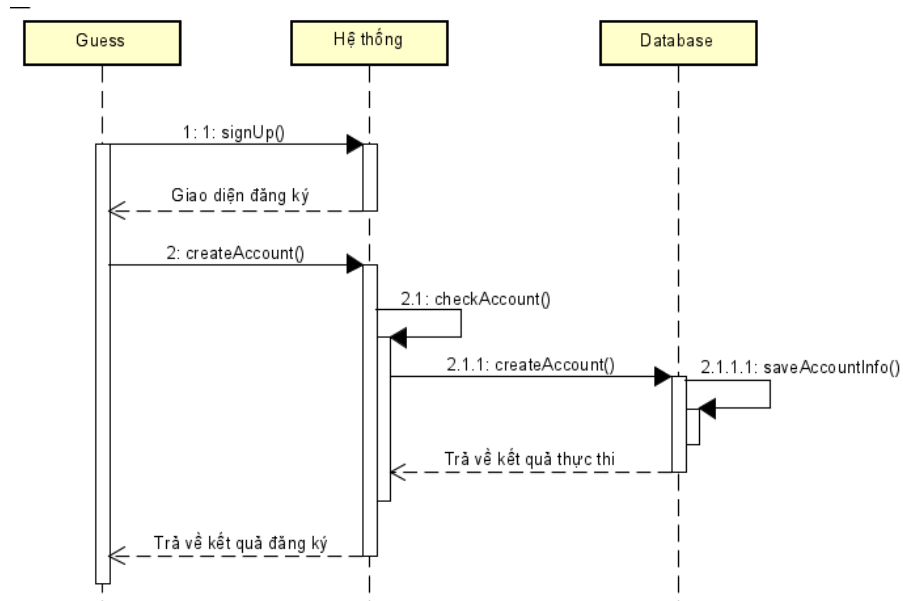 Guess
Hệ thống
Database
1: 1: signUp()
Giao diện đăng ký
2: createAccount()
2.1: checkAccount()
2.1.1: createAccount()
2.1.1.1: saveAccountInfo()
Trả về kết quả thực thi
Trả về kết quả đăng ký